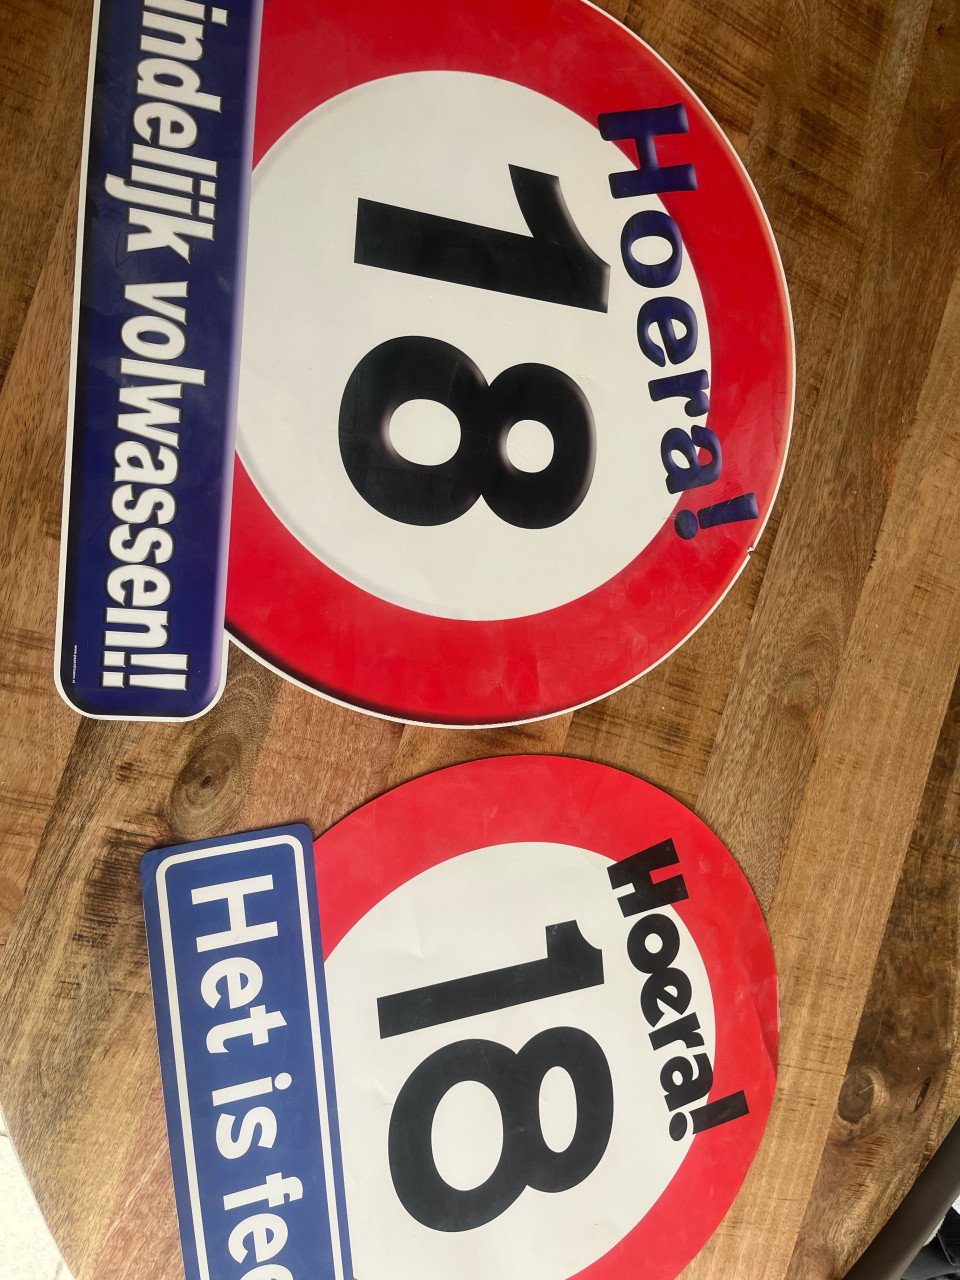 Hoera!
18
indelijk volwassen!!
Hoera!
18
Het is fee